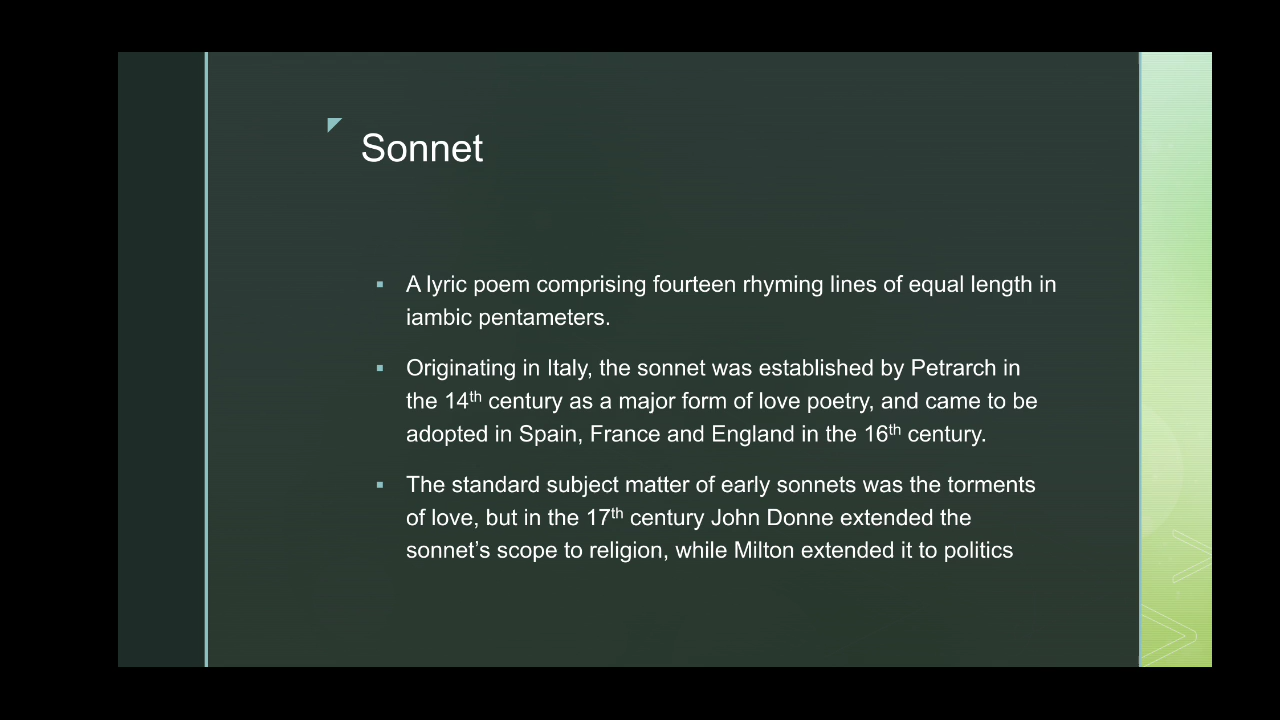 Sonnet
▪ A lyric poem comprising fourteen rhyming lines of equal length in
iambic pentameters.
▪ Originating in Italy, the sonnet was established by Petrarch in
the 14th century as a major form of love poetry, and came to be
adopted in Spain, France and England in the 16th century.
▪ The standard subject matter of early sonnets was the torments
of love, but in the 17th century John Donne extended the
sonnet’s scope to religion, while Milton extended it to politics